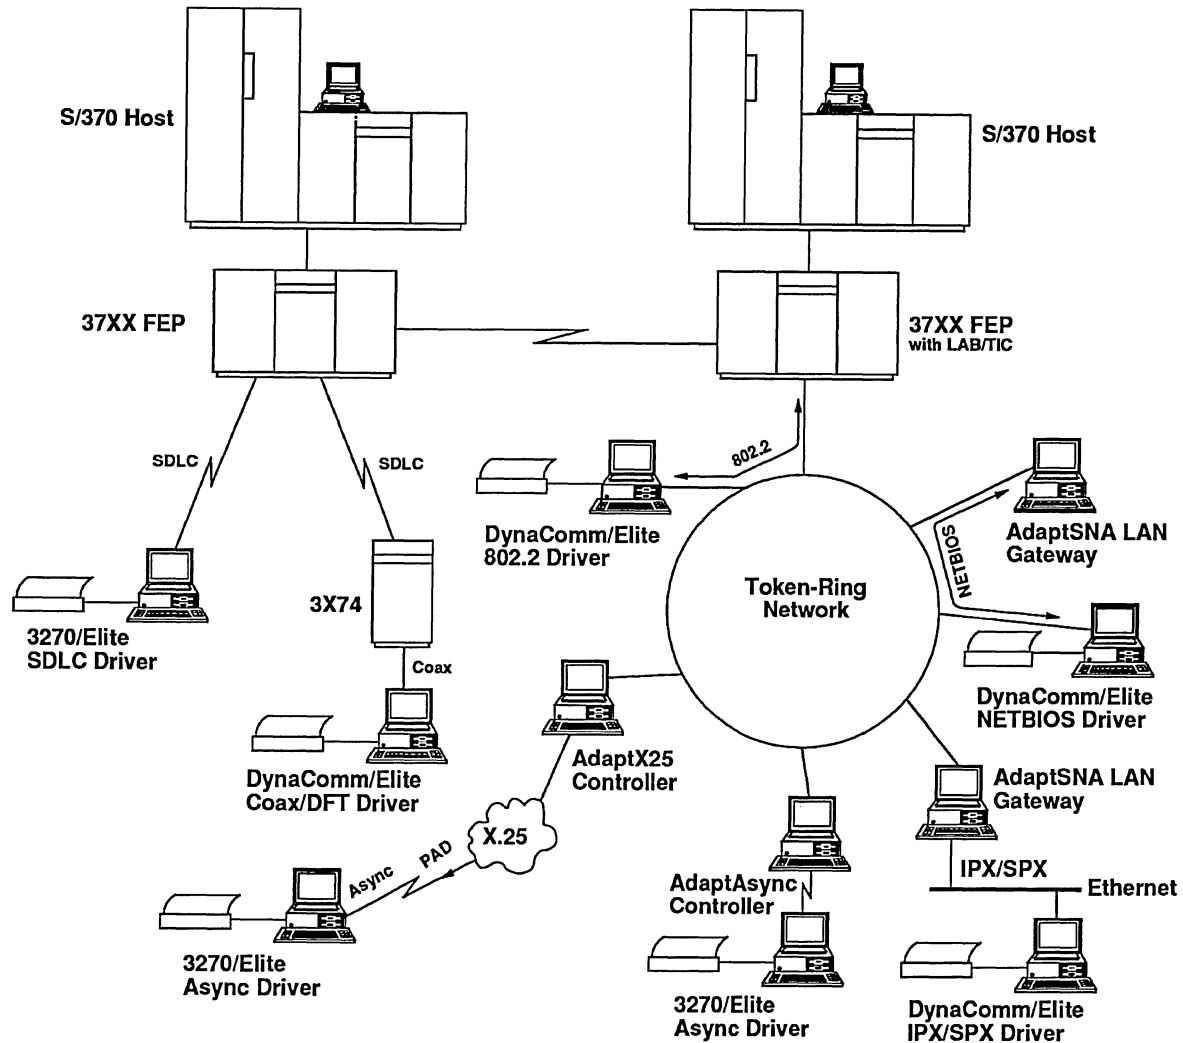 S/370 Host
S/370 Host
37XX FEP
37XX FEP
with LAB/TIC
SDLC
SDLC
802.2
DynaComm/Elite
802.2 Driver
AdaptSNA LAN
Gateway
NETBIOS
Token-Ring
Network
3X74
3270/Elite
SDLC Driver
Coax
DynaComm/Elite
NETBIOS Driver
AdaptX25
Controller
DynaComm/Elite
Coax/DFT Driver
AdaptSNA LAN
Gateway
X.25
PAD
Async
IPX/SPX
Ethernet
AdaptAsync
Controller
3270/Elite
Async Driver
3270/Elite
Async Driver
DynaComm/Elite
IPX/SPX Driver